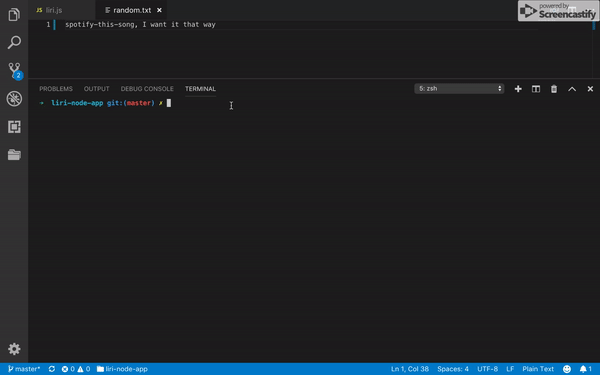 liri.js
random.txt
powered by
Screencastify
1 spotify-this-song, I want it that way
PROBLEMS OUTPUT DEBUG CONSOLE TERMINAL 5: zsh
→ liri-node-app git:(master) ✗
2
master* 0 0 liri-node-app Ln 1, Col 38 Spaces: 4 UTF-8 LF Plain Text 1